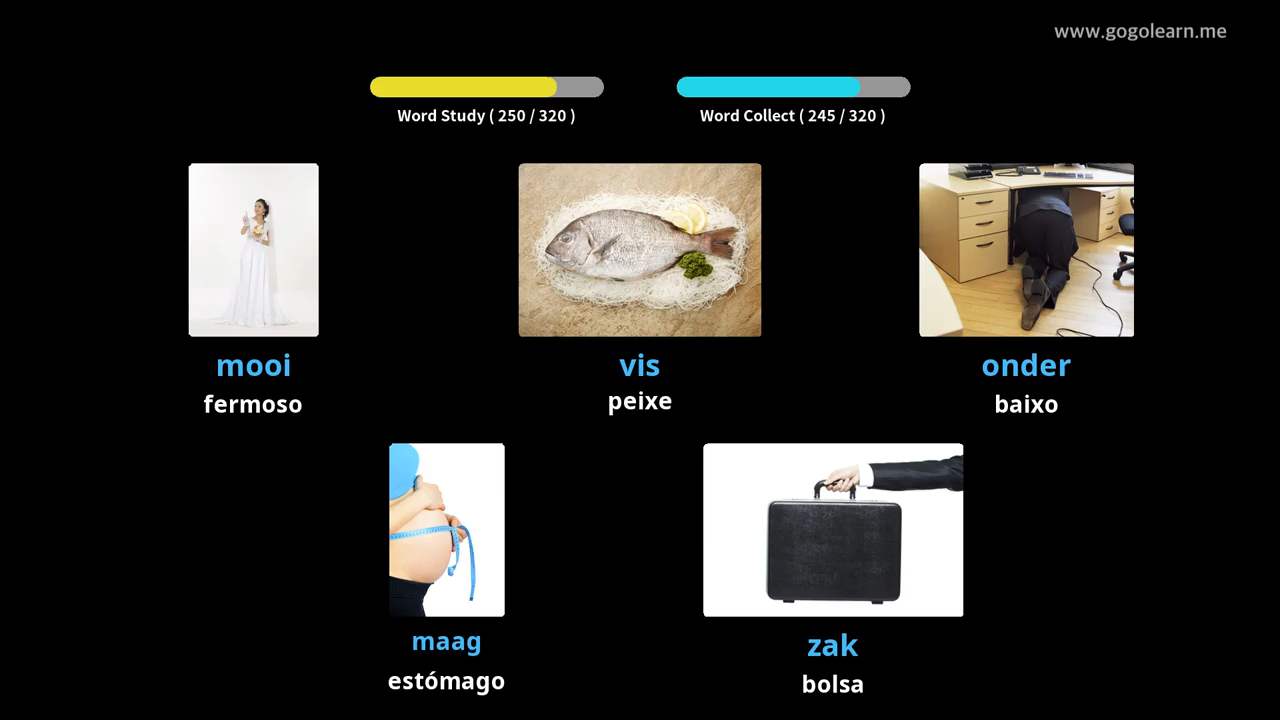 www.gogolearn.me
Word Study ( 250 / 320 )
Word Collect ( 245 / 320 )
mooi
fermoso
vis
peixe
onder
baixo
maag
estómago
zak
bolsa